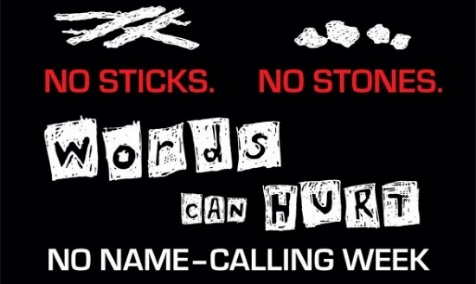 NO STICKS. NO STONES.
words
CAN HURT
NO NAME-CALLING WEEK